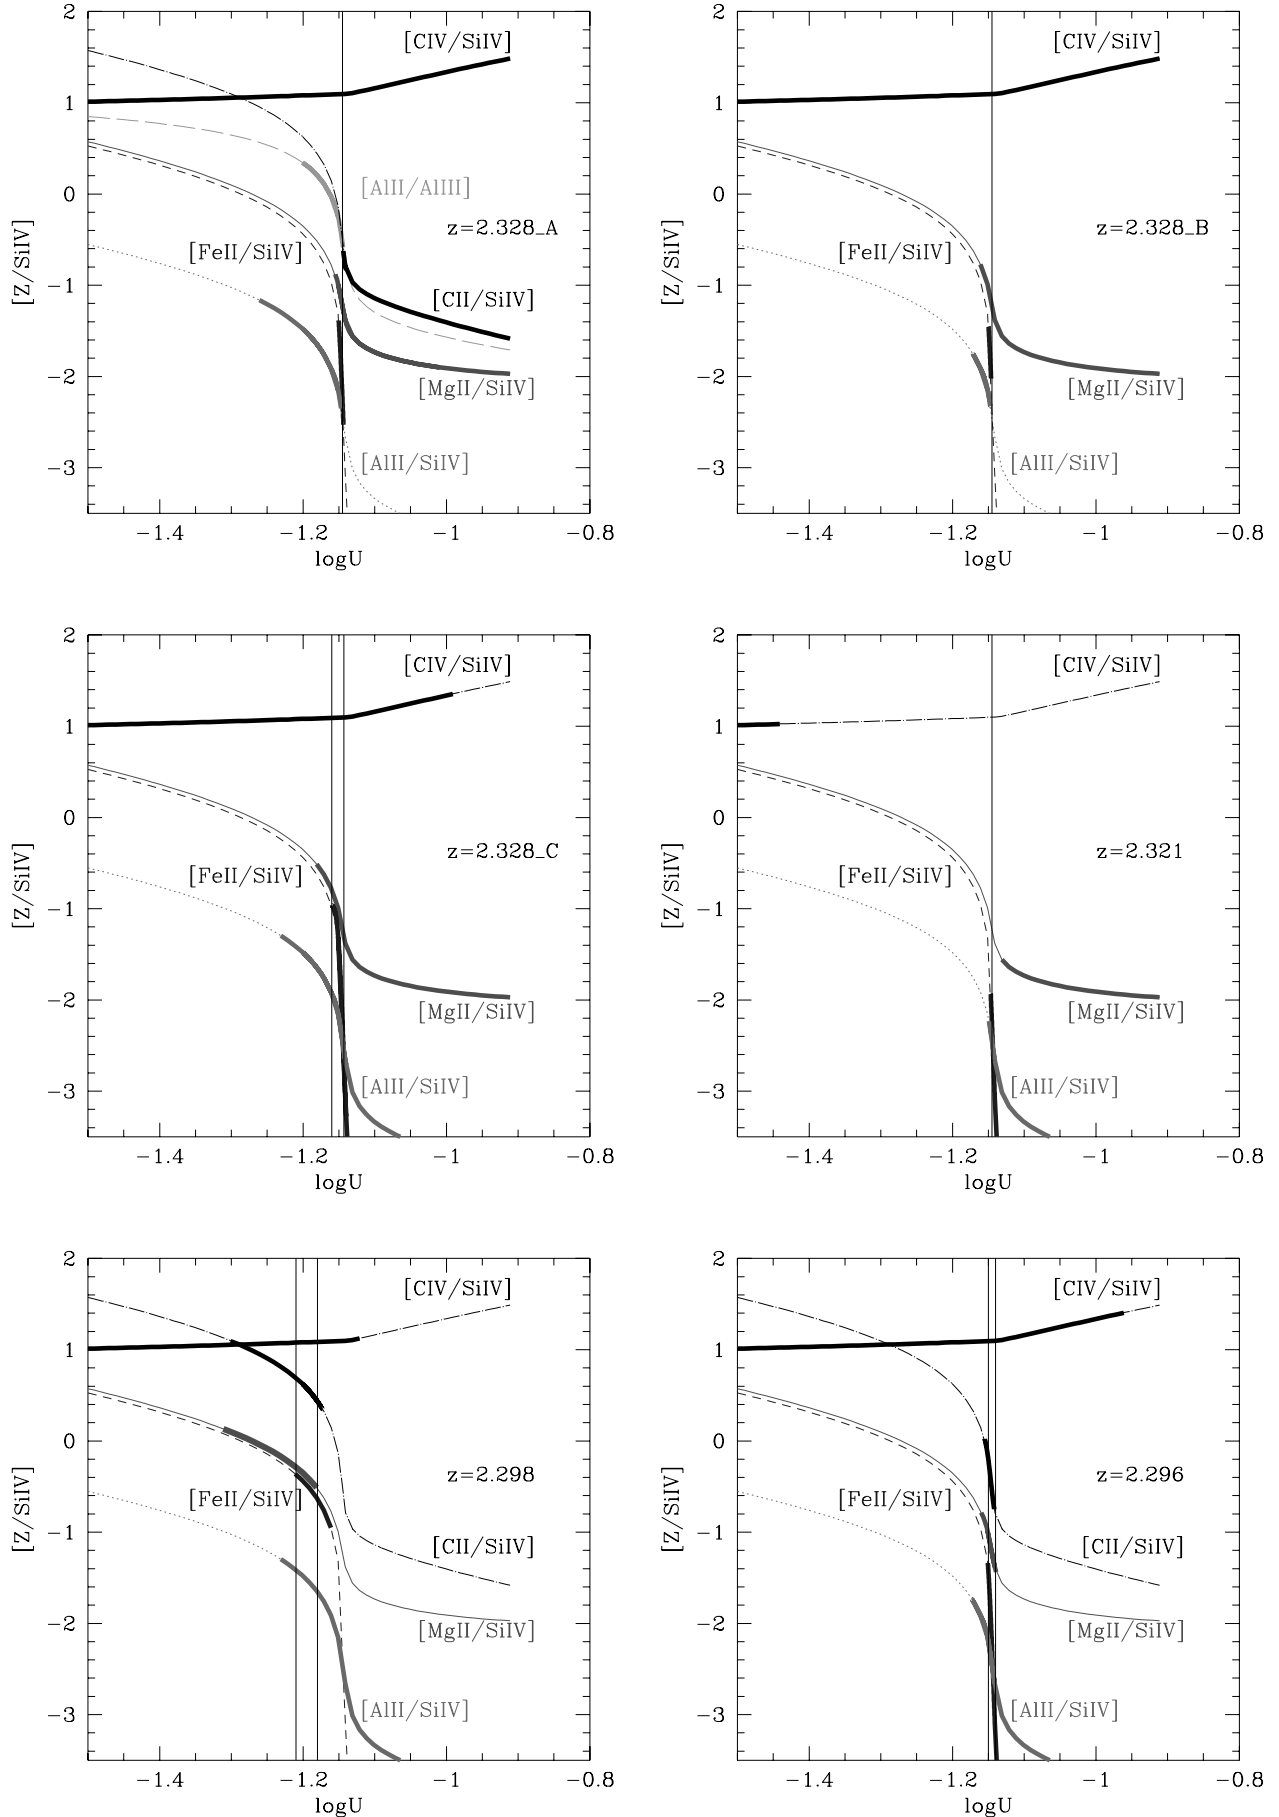 2
[CIV/SiIV]
1
[AlII/AlIII]
0
z=2.328_A
[FeII/SiIV]
−1
[CII/SiIV]
−2
[MgII/SiIV]
[AlII/SiIV]
−3
[Z/SiIV]
−1.4
−1.2
−1
−0.8
logU
2
[CIV/SiIV]
1
0
z=2.328_B
[FeII/SiIV]
−1
−2
[MgII/SiIV]
[AlII/SiIV]
−3
[Z/SiIV]
−1.4
−1.2
−1
−0.8
logU
2
[CIV/SiIV]
1
0
z=2.328_C
[FeII/SiIV]
−1
−2
[MgII/SiIV]
[AlII/SiIV]
−3
[Z/SiIV]
−1.4
−1.2
−1
−0.8
logU
2
[CIV/SiIV]
1
0
z=2.321
[FeII/SiIV]
−1
−2
[MgII/SiIV]
[AlII/SiIV]
−3
[Z/SiIV]
−1.4
−1.2
−1
−0.8
logU
2
[CIV/SiIV]
1
0
z=2.298
[FeII/SiIV]
−1
[CII/SiIV]
−2
[MgII/SiIV]
[AlII/SiIV]
−3
[Z/SiIV]
−1.4
−1.2
−1
−0.8
logU
2
[CIV/SiIV]
1
0
z=2.296
[FeII/SiIV]
−1
[CII/SiIV]
−2
[MgII/SiIV]
[AlII/SiIV]
−3
[Z/SiIV]
−1.4
−1.2
−1
−0.8
logU